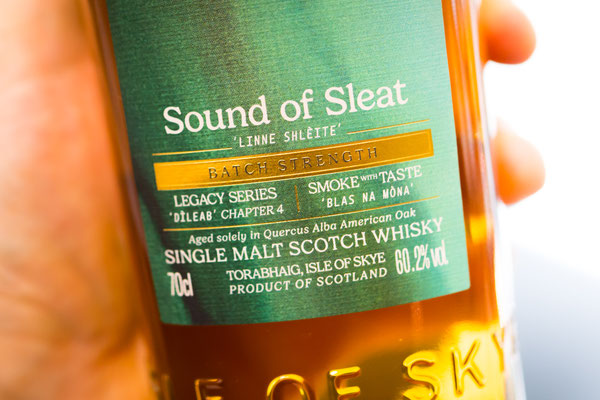 Sound of Sleat
'LINNE SHLÈITE'
BATCH STRENGTH
LEGACY SERIES
'DÌLEAB' CHAPTER 4
SMOKE WITH TASTE
'BLAS NA MÒNA'
Aged solely in Quercus Alba American Oak
SINGLE MALT SCOTCH WHISKY
70cl
TORABHAIG, ISLE OF SKYE
PRODUCT OF SCOTLAND
60.2% vol
E OF SKY